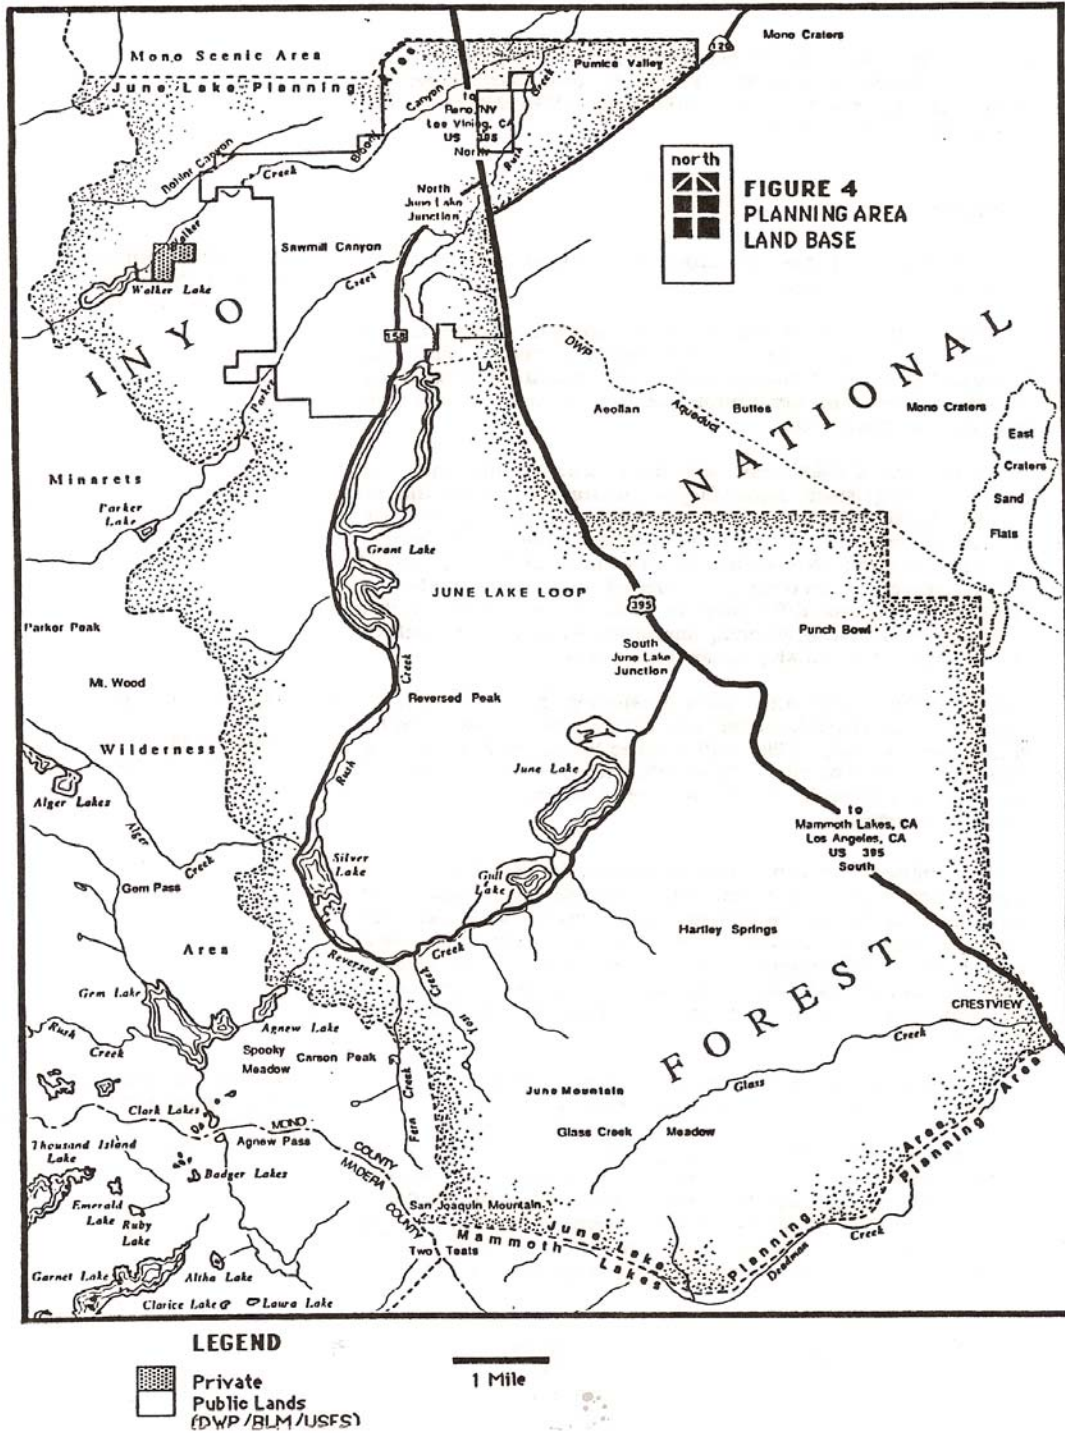 Mono Scenic Area
June Lake Planning Area
Mono Craters
120
Pumice Valley
to
Reno, NV
Lee Vining, CA
US 395
North
Rush Creek
Bloody Canyon
Bohler Canyon
Walker Creek
north
FIGURE 4
PLANNING AREA
LAND BASE
North
June Lake
Junction
Sawmill Canyon
Walker Lake
Parker Creek
158
INYO NATIONAL FOREST
LA DWP Aqueduct
Aeolian Buttes
Mono Craters
East
Craters
Sand
Flats
Minarets
Parker
Lake
Grant Lake
JUNE LAKE LOOP
395
Punch Bowl
Parker Peak
South
June Lake
Junction
Mt. Wood
Reversed Peak
Rush Creek
Wilderness
June Lake
Alger Lakes
Alger Creek
to
Mammoth Lakes, CA
Los Angeles, CA
US 395
South
Silver
Lake
Gull
Lake
Gem Pass
Hartley Springs
Area
Reversed Creek
Gem Lake
Agnew Lake
Yost Creek
CRESTVIEW
Rush
Creek
Spooky
Meadow
Carson Peak
Fern Creek
Glass Creek
June Mountain
Clark Lakes
Glass Creek Meadow
MONO COUNTY
MADERA COUNTY
Agnew Pass
Thousand Island
Lake
Badger Lakes
Emerald
Lake
Ruby
Lake
San Joaquin Mountain
June Lake Planning Area
Mammoth Lakes Planning Area
Two Teats
Deadman Creek
Garnet Lake
Altha Lake
Clarice Lake
Laura Lake
LEGEND
Private
Public Lands
(DWP/BLM/USFS)
1 Mile